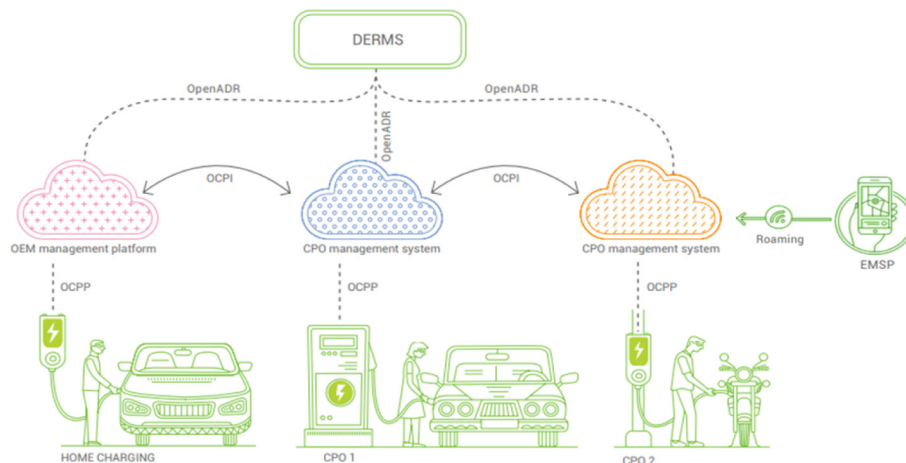 DERMS
OpenADR
OpenADR
OpenADR
OCPI
OCPI
OEM management platform
CPO management system
CPO management system
Roaming
EMSP
OCPP
OCPP
OCPP
HOME CHARGING
CPO 1
CPO 2